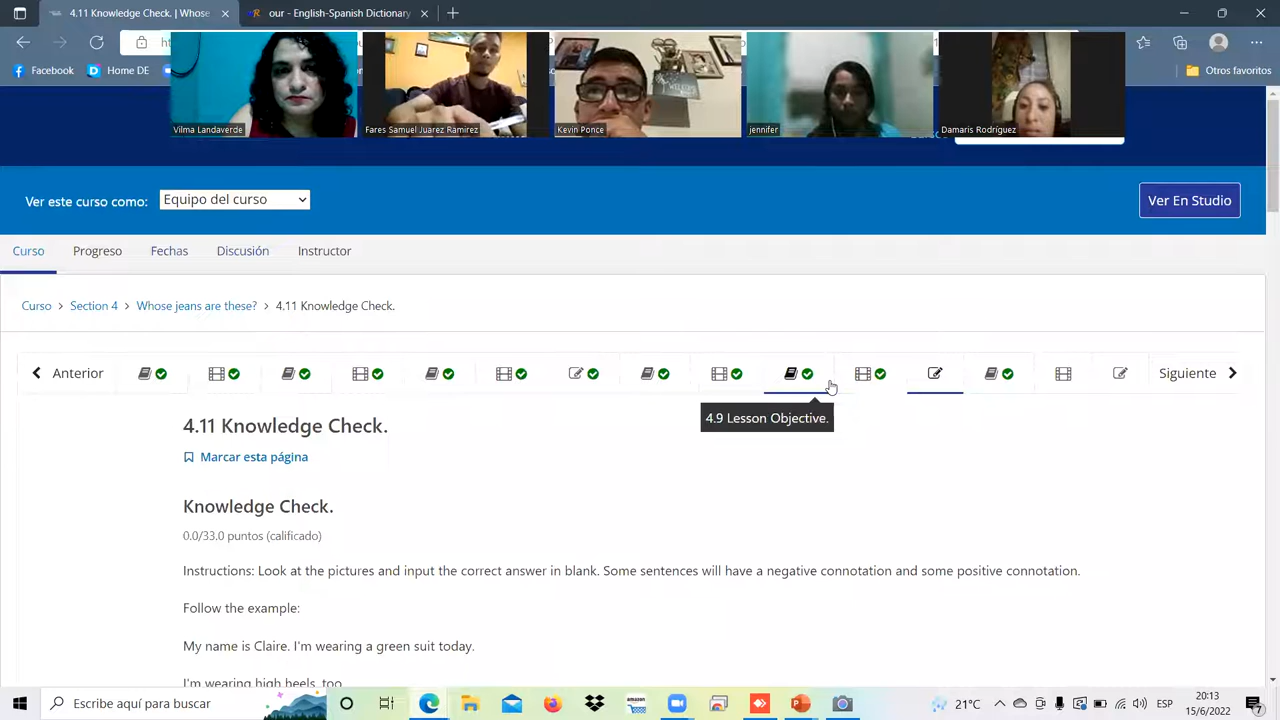 4.11 Knowledge Check. | Whose j
our - English-Spanish Dictionary
Facebook
Home DE
Otros favoritos
Vilma Landaverde
Fares Samuel Juarez Ramirez
Kevin Ponce
jennifer
Damaris Rodríguez
Ver este curso como:
Equipo del curso
Ver En Studio
Curso
Progreso
Fechas
Discusión
Instructor
Curso > Section 4 > Whose jeans are these? > 4.11 Knowledge Check.
Anterior
Siguiente
4.9 Lesson Objective.
4.11 Knowledge Check.
Marcar esta página
Knowledge Check.
0.0/33.0 puntos (calificado)
Instructions: Look at the pictures and input the correct answer in blank. Some sentences will have a negative connotation and some positive connotation.
Follow the example:
My name is Claire. I'm wearing a green suit today.
I'm wearing high heels, too.
Escribe aquí para buscar
21°C
ESP
20:13
15/6/2022
7